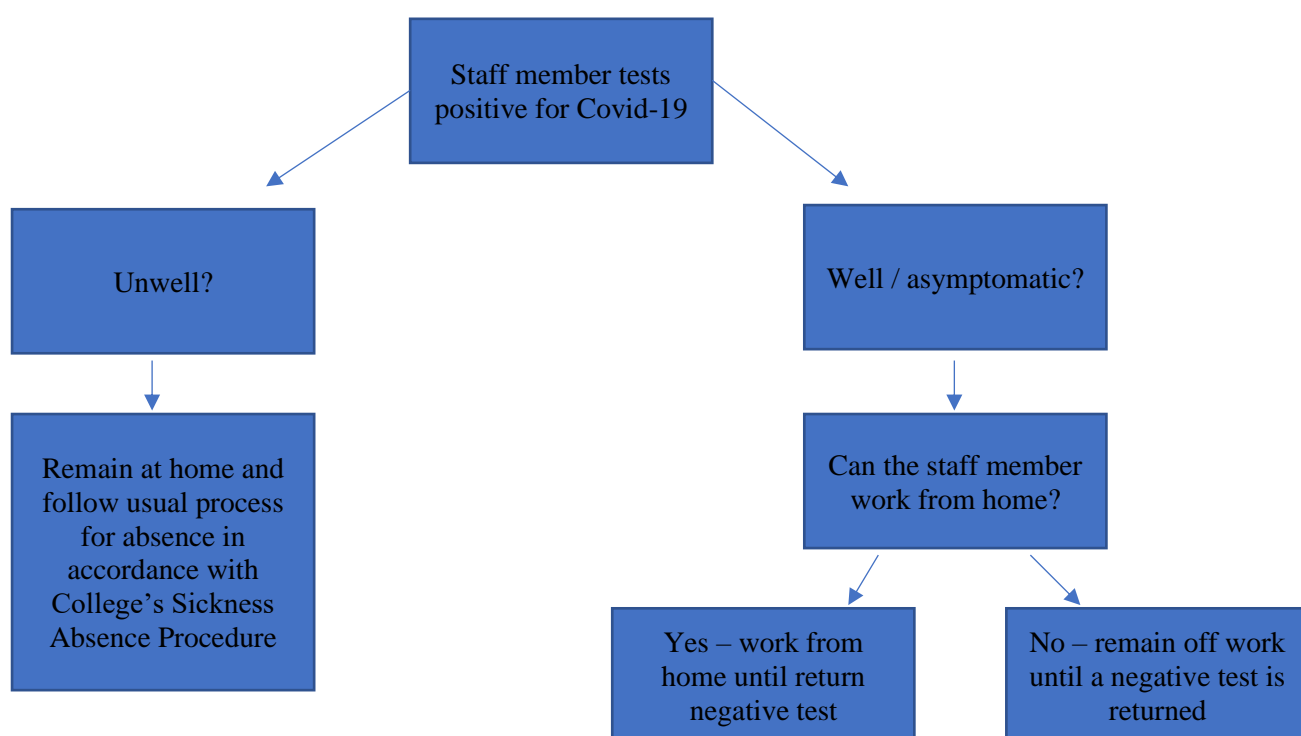 Staff member tests
positive for Covid-19
Unwell?
Well / asymptomatic?
Remain at home and
follow usual process
for absence in
accordance with
College’s Sickness
Absence Procedure
Can the staff member
work from home?
Yes – work from
home until return
negative test
No – remain off work
until a negative test is
returned